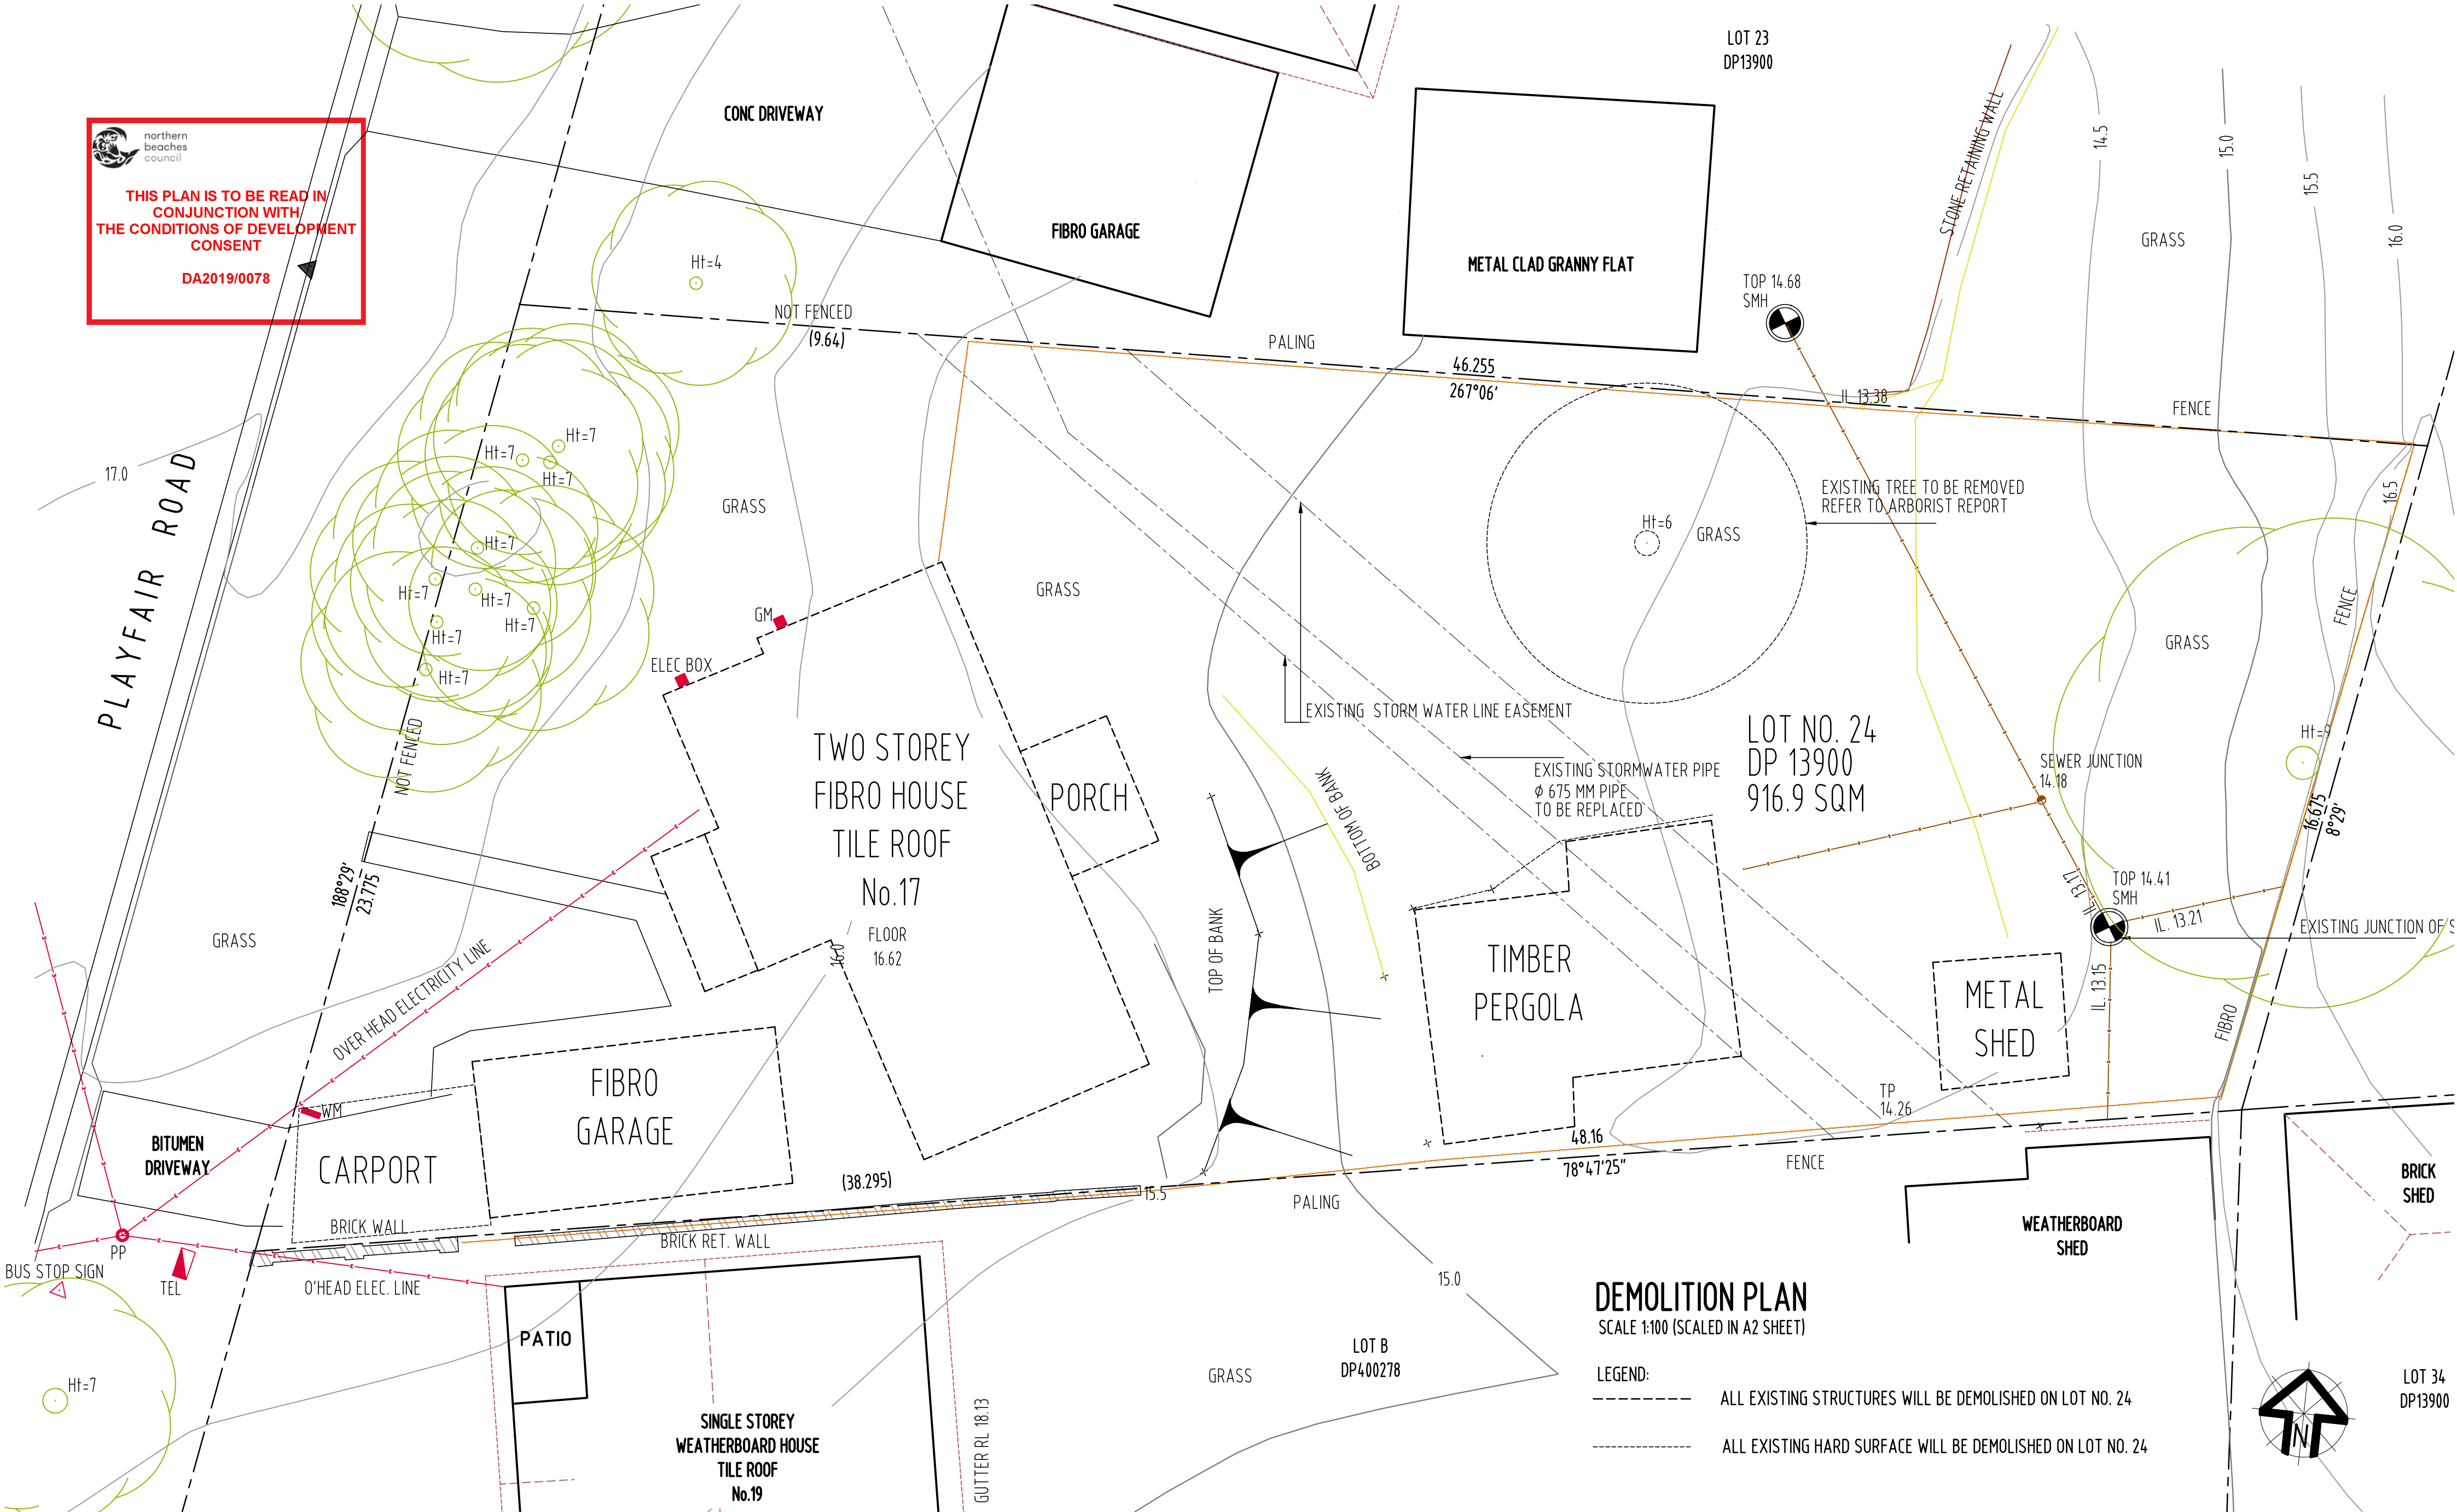 LOT 23
DP13900
CONC DRIVEWAY
northern
beaches
council
THIS PLAN IS TO BE READ IN
CONJUNCTION WITH
THE CONDITIONS OF DEVELOPMENT
CONSENT
DA2019/0078
STONE RETAINING WALL
14.5
15.0
15.5
16.0
FIBRO GARAGE
METAL CLAD GRANNY FLAT
GRASS
Ht=4
TOP 14.68
SMH
NOT FENCED
(9.64)
PALING
46.255
267°06'
IL 13.38
FENCE
17.0
PLAYFAIR ROAD
Ht=7
Ht=7
Ht=7
GRASS
EXISTING TREE TO BE REMOVED
REFER TO ARBORIST REPORT
16.5
Ht=6
GRASS
Ht=7
Ht=7
Ht=7
Ht=7
Ht=7
Ht=7
GRASS
FENCE
GM
ELEC BOX
GRASS
NOT FENCED
EXISTING STORM WATER LINE EASEMENT
LOT NO. 24
DP 13900
916.9 SQM
Ht=9
TWO STOREY
FIBRO HOUSE
TILE ROOF
No.17
FLOOR
16.62
16.0
PORCH
BOTTOM OF BANK
EXISTING STORMWATER PIPE
Φ 675 MM PIPE
TO BE REPLACED
SEWER JUNCTION
14.18
16.675
8°29'
188°29'
23.775
IL. 13.17
TOP 14.41
SMH
IL. 13.21
EXISTING JUNCTION OF S
GRASS
OVER HEAD ELECTRICITY LINE
TOP OF BANK
TIMBER
PERGOLA
METAL
SHED
IL. 13.15
FIBRO
FIBRO
GARAGE
WM
TP
14.26
BITUMEN
DRIVEWAY
CARPORT
(38.295)
48.16
78°47'25"
FENCE
15.5
PALING
BRICK
SHED
BRICK WALL
BRICK RET. WALL
WEATHERBOARD
SHED
PP
BUS STOP SIGN
TEL
O'HEAD ELEC. LINE
15.0
DEMOLITION PLAN
SCALE 1:100 (SCALED IN A2 SHEET)
PATIO
LOT B
DP400278
GRASS
LEGEND:
ALL EXISTING STRUCTURES WILL BE DEMOLISHED ON LOT NO. 24
ALL EXISTING HARD SURFACE WILL BE DEMOLISHED ON LOT NO. 24
N
LOT 34
DP13900
Ht=7
SINGLE STOREY
WEATHERBOARD HOUSE
TILE ROOF
No.19
GUTTER RL 18.13